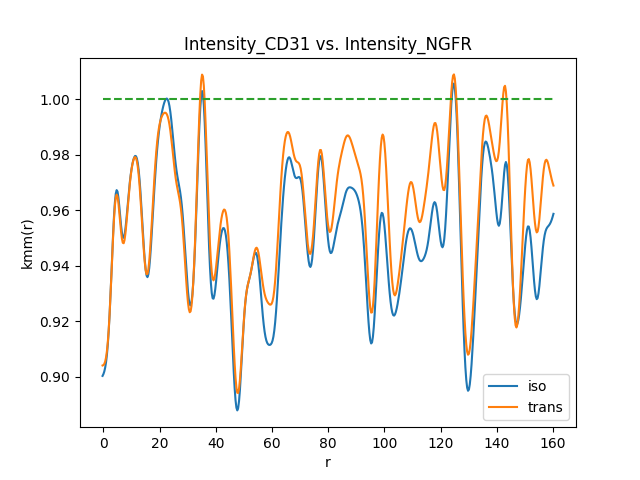 Intensity_CD31 vs. Intensity_NGFR
kmm(r)
1.00
0.98
0.96
0.94
0.92
0.90
0 20 40 60 80 100 120 140 160
r
iso
trans